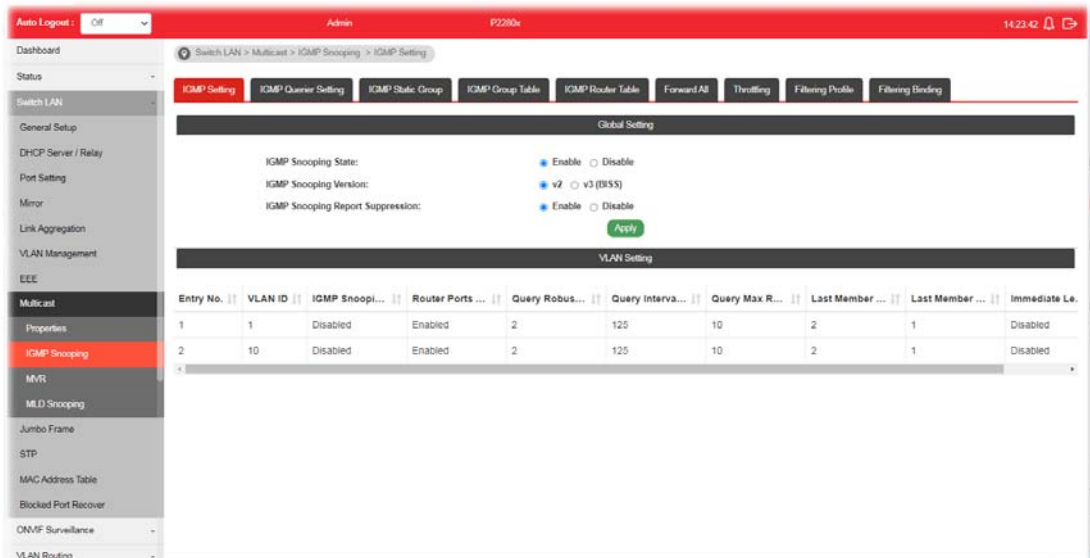 Auto Logout : Off Admin P2280x 14:23:42
Dashboard
Status
Switch LAN
General Setup
DHCP Server / Relay
Port Setting
Mirror
Link Aggregation
VLAN Management
EEE
Multicast
Properties
IGMP Snooping
MVR
MLD Snooping
Jumbo Frame
STP
MAC Address Table
Blocked Port Recover
ONVIF Surveillance
VLAN Routing
Switch LAN > Multicast > IGMP Snooping > IGMP Setting
IGMP Setting IGMP Querier Setting IGMP Static Group IGMP Group Table IGMP Router Table Forward All Throttling Filtering Profile Filtering Binding
Global Setting
IGMP Snooping State: Enable Disable
IGMP Snooping Version: v2 v3 (BISS)
IGMP Snooping Report Suppression: Enable Disable
Apply
VLAN Setting
Entry No. VLAN ID IGMP Snoopi... Router Ports ... Query Robus... Query Interva... Query Max R... Last Member ... Last Member ... Immediate Le.
1 1 Disabled Enabled 2 125 10 2 1 Disabled
2 10 Disabled Enabled 2 125 10 2 1 Disabled